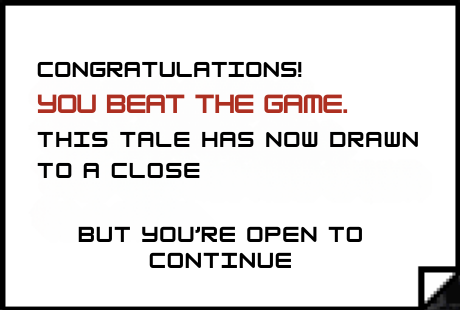 CONGRATULATIONS!
YOU BEAT THE GAME.
THIS TALE HAS NOW DRAWN
TO A CLOSE
BUT YOU'RE OPEN TO
CONTINUE